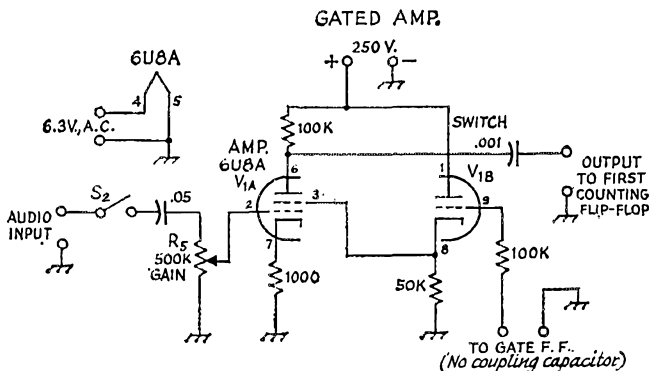 GATED AMP.
250 V.
+
-
6U8A
4
5
6.3V., A.C.
100K
SWITCH
.001
AMP.
6U8A
V1A
6
1
V1B
OUTPUT
TO FIRST
COUNTING
FLIP-FLOP
S2
.05
2
3
9
AUDIO
INPUT
R5
500K
GAIN
7
8
1000
50K
100K
TO GATE F.F.
(No coupling capacitor)